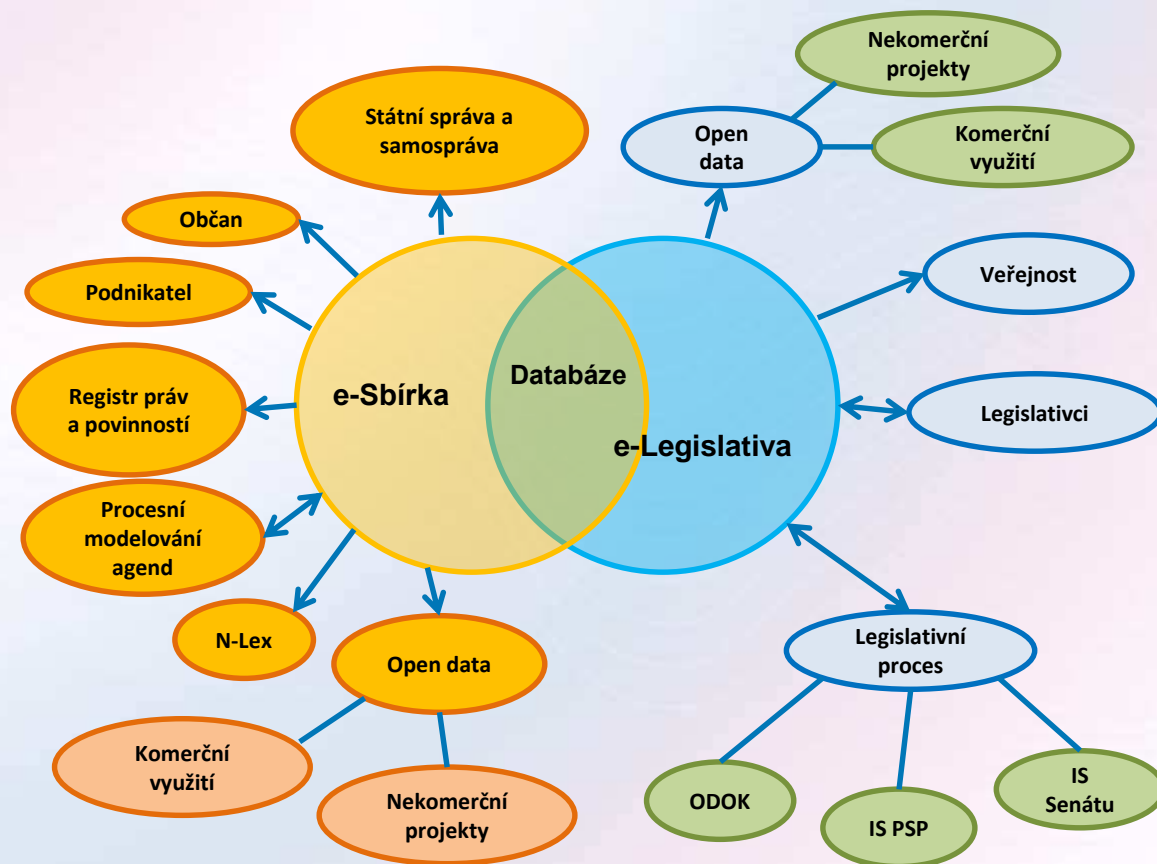 Nekomerční
projekty
Státní správa a
samospráva
Open
data
Komerční
využití
Občan
Podnikatel
Veřejnost
Databáze
e-Sbírka
Registr práv
a povinností
Legislativci
e-Legislativa
Procesní
modelování
agend
N-Lex
Open data
Legislativní
proces
Komerční
využití
Nekomerční
projekty
ODOK
IS PSP
IS
Senátu